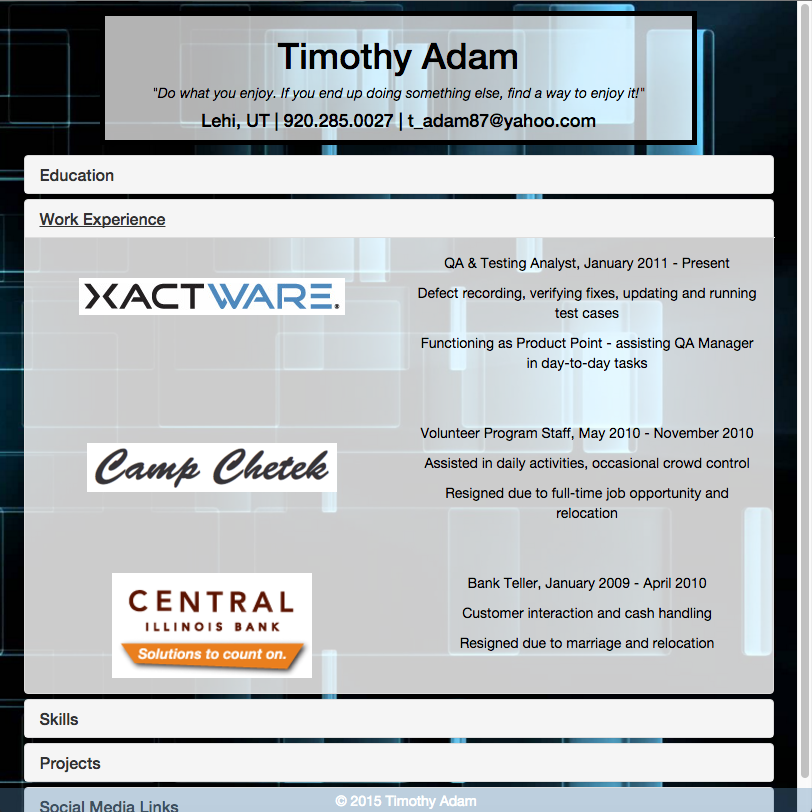 Timothy Adam
"Do what you enjoy. If you end up doing something else, find a way to enjoy it!"
Lehi, UT | 920.285.0027 | t_adam87@yahoo.com
Education
Work Experience
XACTWARE®
QA & Testing Analyst, January 2011 - Present
Defect recording, verifying fixes, updating and running
test cases
Functioning as Product Point - assisting QA Manager
in day-to-day tasks
Camp Chetek
Volunteer Program Staff, May 2010 - November 2010
Assisted in daily activities, occasional crowd control
Resigned due to full-time job opportunity and
relocation
CENTRAL
ILLINOIS BANK
Solutions to count on.
Bank Teller, January 2009 - April 2010
Customer interaction and cash handling
Resigned due to marriage and relocation
Skills
Projects
Social Media Links
© 2015 Timothy Adam